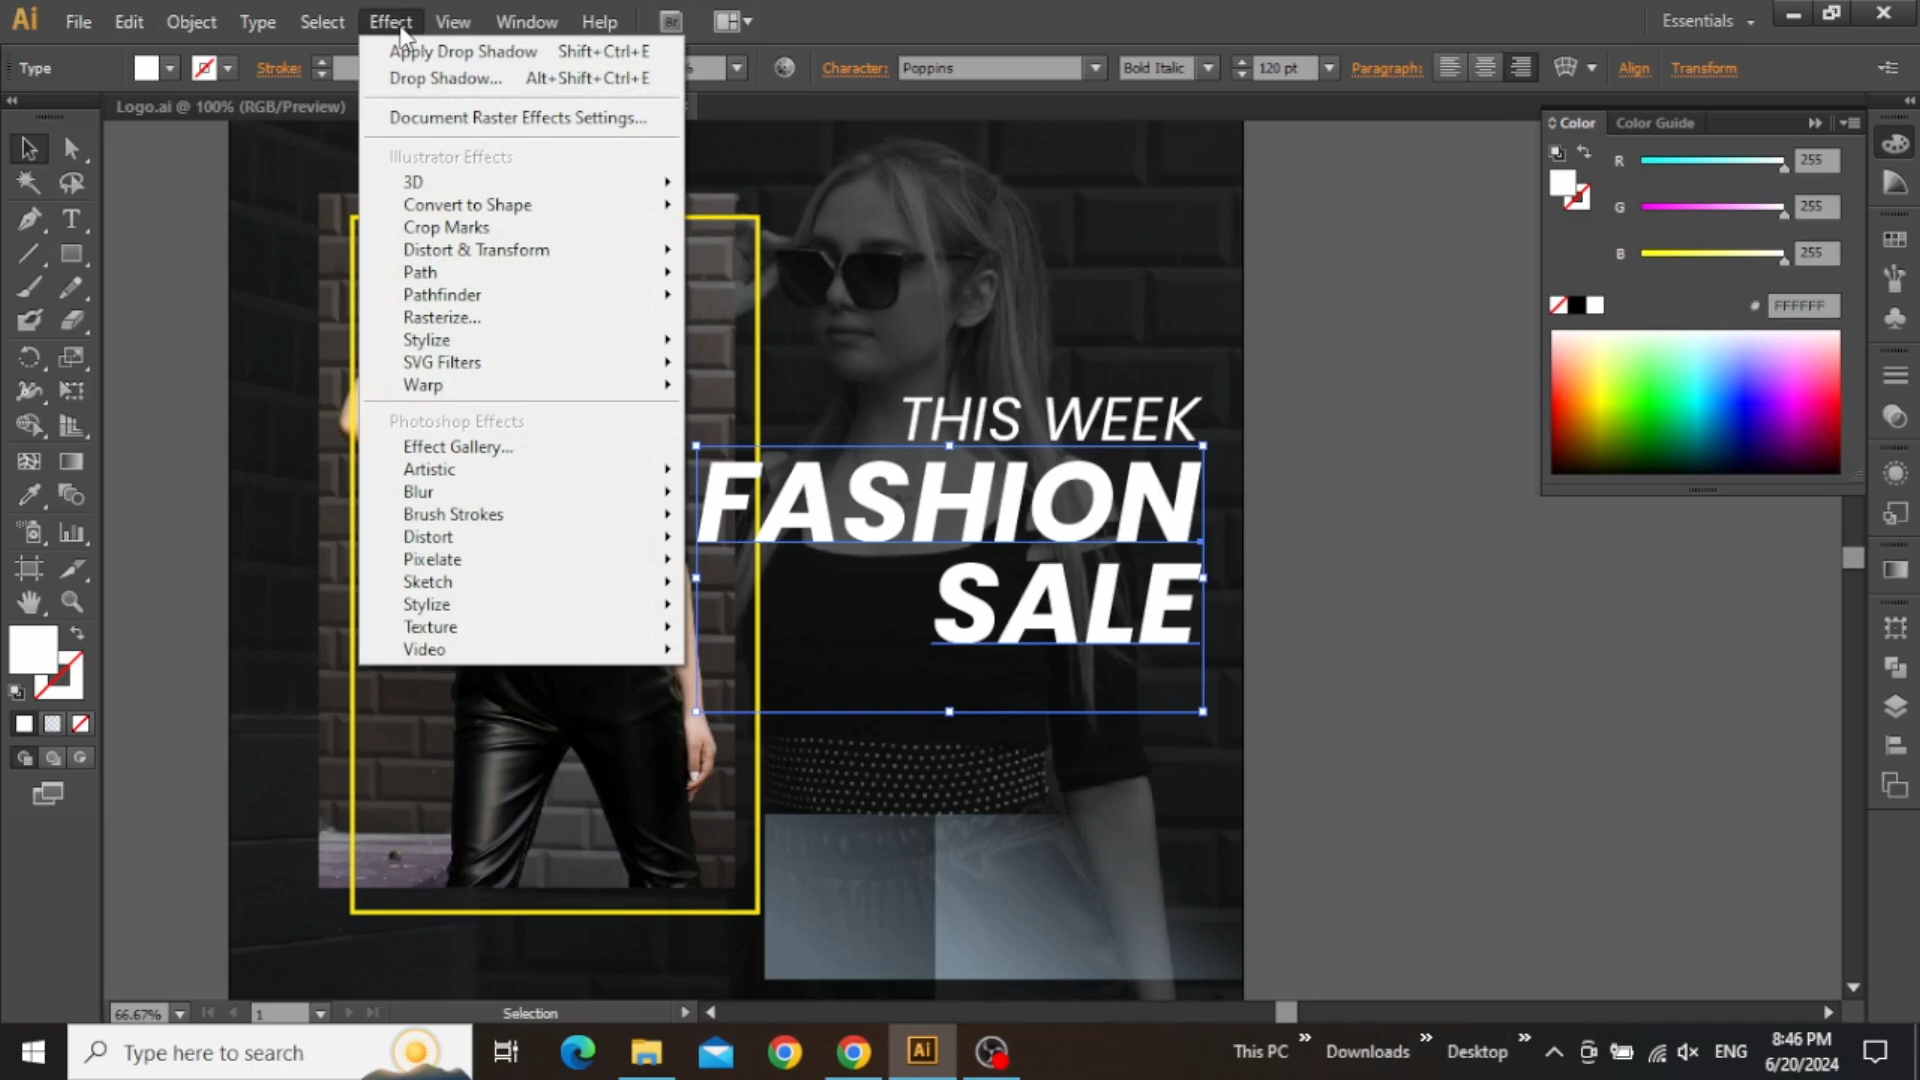 Ai File Edit Object Type Select Effect View Window Help Br Essentials
Type Stroke: % Character: Poppins Bold Italic 120 pt Paragraph: Align Transform
Logo.ai @ 100% (RGB/Preview)
Apply Drop Shadow Shift+Ctrl+E
Drop Shadow... Alt+Shift+Ctrl+E
Document Raster Effects Settings...
Illustrator Effects
3D
Convert to Shape
Crop Marks
Distort & Transform
Path
Pathfinder
Rasterize...
Stylize
SVG Filters
Warp
Photoshop Effects
Effect Gallery...
Artistic
Blur
Brush Strokes
Distort
Pixelate
Sketch
Stylize
Texture
Video
THIS WEEK
FASHION
SALE
Color Color Guide
R 255
G 255
B 255
# FFFFFF
66.67% 1 Selection
Type here to search
Ai
This PC » Downloads » Desktop » ENG
8:46 PM
6/20/2024